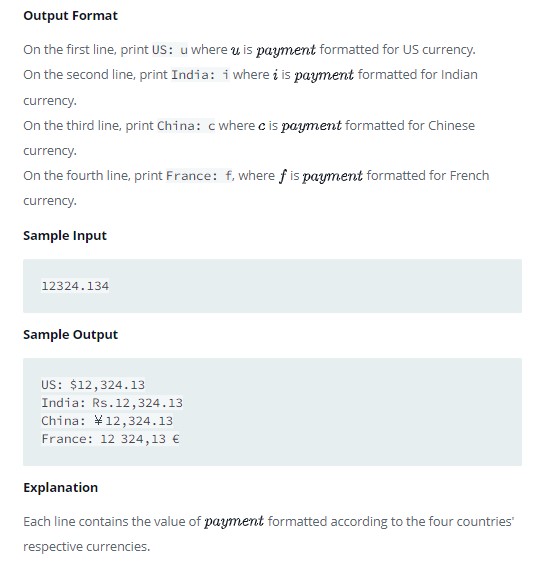 Output Format
On the first line, print US: u where u is payment formatted for US currency.
On the second line, print India: i where i is payment formatted for Indian
currency.
On the third line, print China: c where c is payment formatted for Chinese
currency.
On the fourth line, print France: f, where f is payment formatted for French
currency.
Sample Input
12324.134
Sample Output
US: $12,324.13
India: Rs.12,324.13
China: ¥12,324.13
France: 12 324,13 €
Explanation
Each line contains the value of payment formatted according to the four countries'
respective currencies.